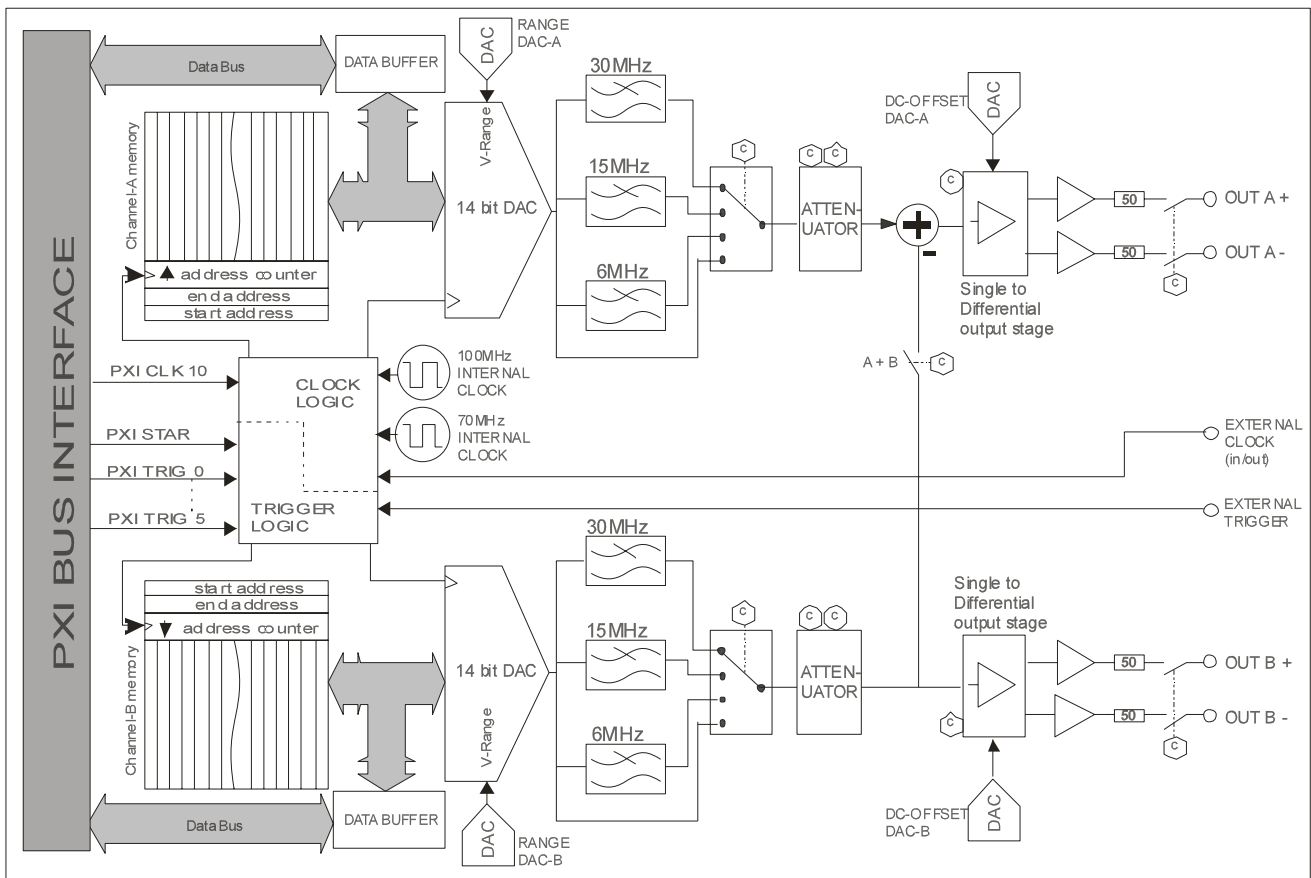 PXI BUS INTERFACE
Data Bus
DATA BUFFER
DAC
RANGE
DAC-A
Channel-A memory
address counter
end address
start address
V-Range
14 bit DAC
30MHz
15MHz
6MHz
C
C C
ATTEN-
UATOR
DC-OFFSET
DAC-A
DAC
C
+
-
Single to
Differential
output stage
50
OUT A +
50
OUT A -
C
A + B
C
PXI CLK 10
PXI STAR
PXI TRIG 0
PXI TRIG 5
CLOCK
LOGIC
TRIGGER
LOGIC
100MHz
INTERNAL
CLOCK
70MHz
INTERNAL
CLOCK
EXTERNAL
CLOCK
(in/out)
EXTERNAL
TRIGGER
start address
end address
address counter
Channel-B memory
14 bit DAC
V-Range
30MHz
15MHz
6MHz
C
C C
ATTEN-
UATOR
Single to
Differential
output stage
C
50
OUT B +
50
OUT B -
C
DC-OFFSET
DAC-B
DAC
Data Bus
DATA BUFFER
DAC
RANGE
DAC-B